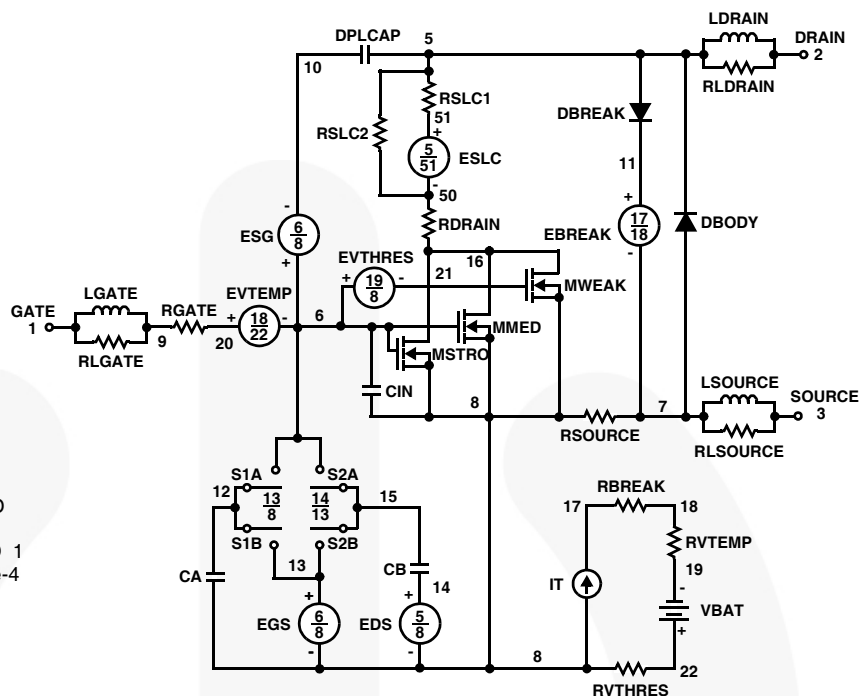 LDRAIN
DPLCAP 5 DRAIN
10 2
RSLC1 RLDRAIN
51 DBREAK
RSLC2 +
5
51
ESLC
11
-
50
-
ESG 6
8
+
RDRAIN
+
EBREAK 17
18
-
DBODY
EVTHRES 16
+ 19
8
- 21
MWEAK
LGATE EVTEMP
GATE RGATE + 18
22
- 6
1 9 20
MMED
RLGATE MSTRO
CIN
LSOURCE
8 7 SOURCE
3
RSOURCE
RLSOURCE
S1A S2A
12 13
8
14
13
15
S1B S2B
13
RBREAK
17 18
RVTEMP
CB 19
CA 14 IT -
VBAT
+ + +
EGS 6
8
EDS 5
8
- -
8 22
RVTHRES
1
-4